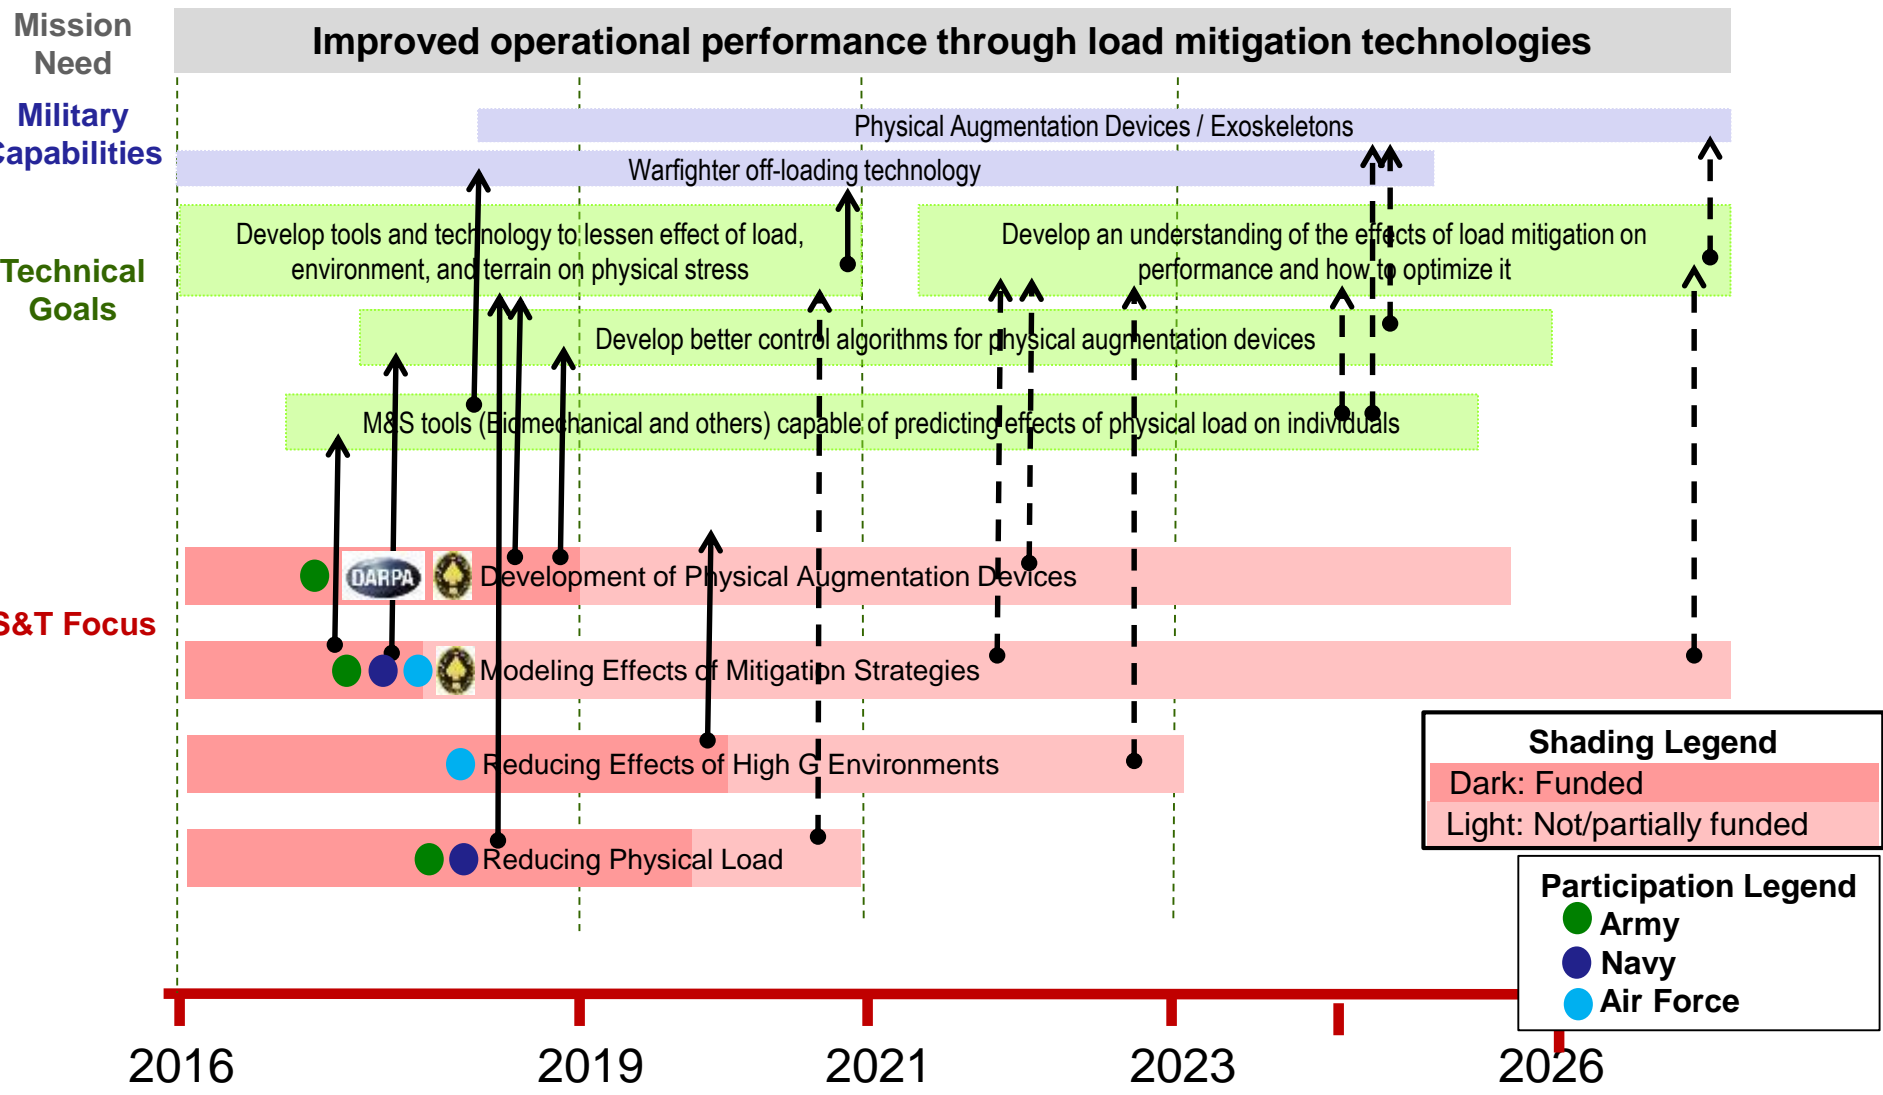 Mission
Need
Improved operational performance through load mitigation technologies
Military
Capabilities
Physical Augmentation Devices / Exoskeletons
Warfighter off-loading technology
Technical
Goals
Develop tools and technology to lessen effect of load,
environment, and terrain on physical stress
Develop an understanding of the effects of load mitigation on
performance and how to optimize it
Develop better control algorithms for physical augmentation devices
M&S tools (Biomechanical and others) capable of predicting effects of physical load on individuals
S&T Focus
DARPA
Development of Physical Augmentation Devices
Modeling Effects of Mitigation Strategies
Reducing Effects of High G Environments
Reducing Physical Load
Shading Legend
Dark: Funded
Light: Not/partially funded
Participation Legend
Army
Navy
Air Force
2016
2019
2021
2023
2026